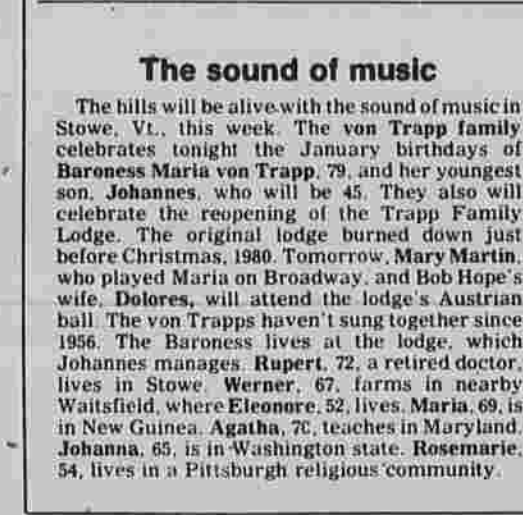 The sound of music
The hills will be alive with the sound of music in
Stowe, Vt., this week. The von Trapp family
celebrates tonight the January birthdays of
Baroness Maria von Trapp, 79, and her youngest
son, Johannes, who will be 45. They also will
celebrate the reopening of the Trapp Family
Lodge. The original lodge burned down just
before Christmas, 1980. Tomorrow, Mary Martin,
who played Maria on Broadway, and Bob Hope's
wife, Dolores, will attend the lodge's Austrian
ball. The von Trapps haven't sung together since
1956. The Baroness lives at the lodge, which
Johannes manages. Rupert, 72, a retired doctor,
lives in Stowe. Werner, 67, farms in nearby
Waitsfield, where Eleonore, 52, lives. Maria, 69, is
in New Guinea. Agatha, 70, teaches in Maryland.
Johanna, 65, is in Washington state. Rosemarie,
54, lives in a Pittsburgh religious community.